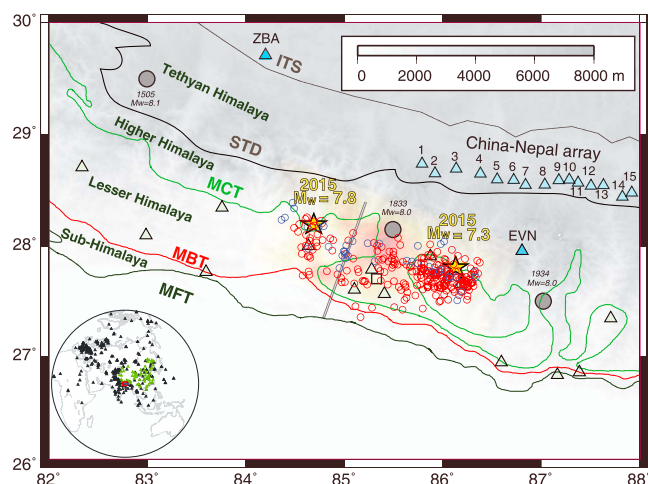 30°
ZBA
ITS
0 2000 4000 6000 8000 m
Tethyan Himalaya
1505
Mw=8.1
29°
Higher Himalaya
STD
China-Nepal array
1 2 3 4 5 6 7 8 9 10 11 12 13 14 15
MCT
2015
Mw = 7.8
1833
Mw=8.0
Lesser Himalaya
2015
Mw = 7.3
28°
Sub-Himalaya
MBT
EVN
1934
Mw=8.0
MFT
27°
26°
82° 83° 84° 85° 86° 87° 88°